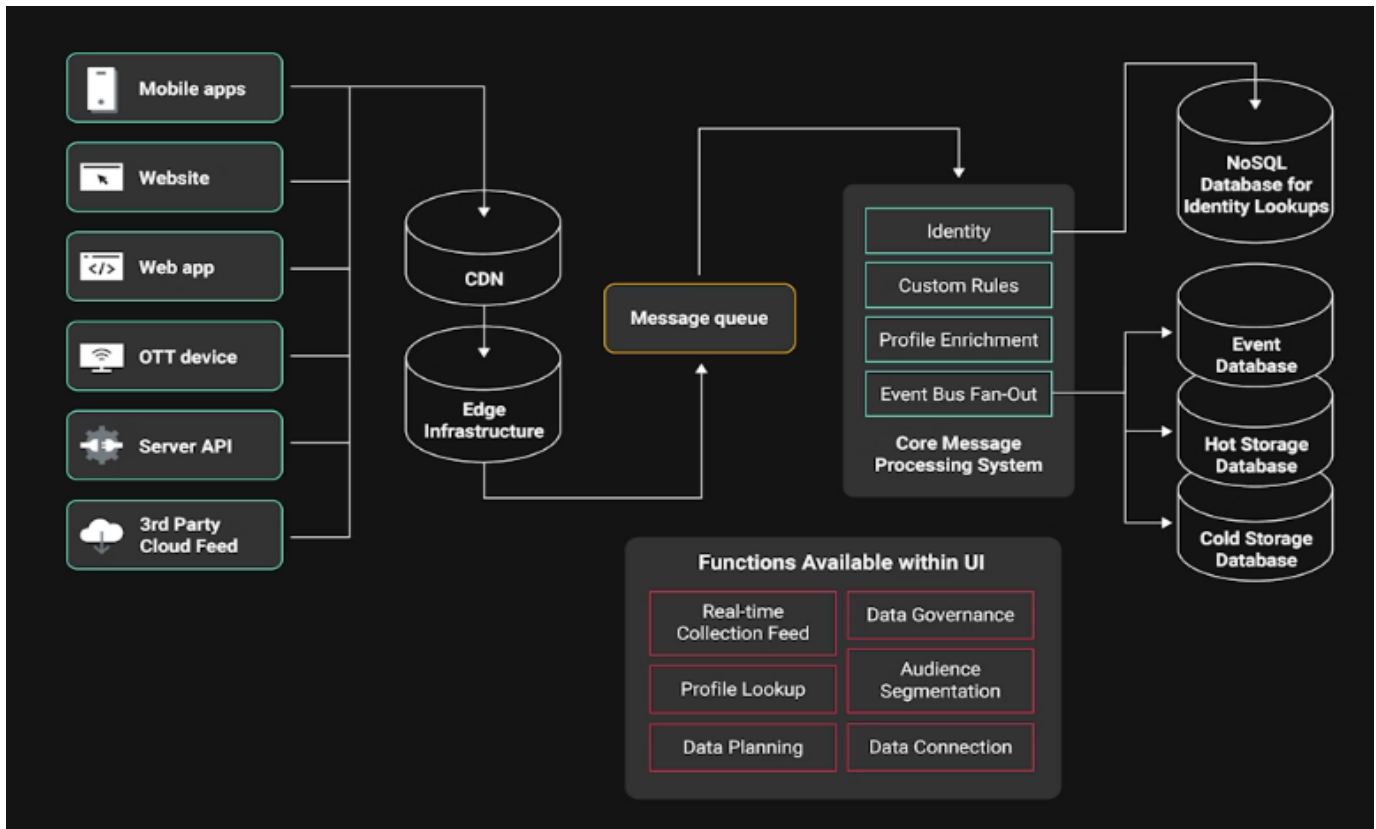 Mobile apps
Website
Web app
OTT device
Server API
3rd Party
Cloud Feed
CDN
Edge
Infrastructure
Message queue
Identity
Custom Rules
Profile Enrichment
Event Bus Fan-Out
Core Message
Processing System
NoSQL
Database for
Identity Lookups
Event
Database
Hot Storage
Database
Cold Storage
Database
Functions Available within UI
Real-time
Collection Feed
Profile Lookup
Data Planning
Data Governance
Audience
Segmentation
Data Connection